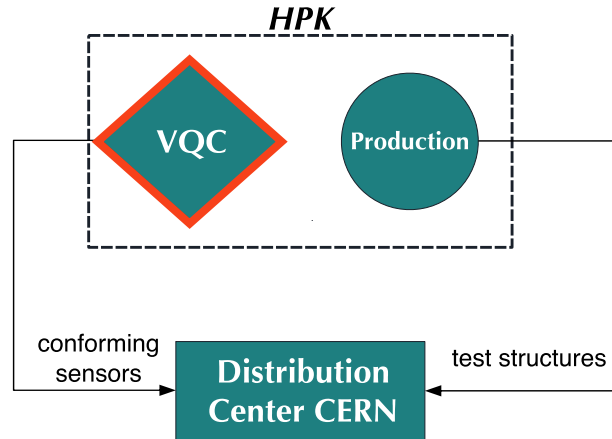 HPK
VQC
Production
conforming
sensors
test structures
Distribution
Center CERN